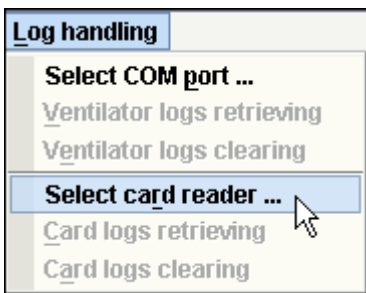 Log handling
Select COM port ...
Ventilator logs retrieving
Ventilator logs clearing
Select card reader ...
Card logs retrieving
Card logs clearing